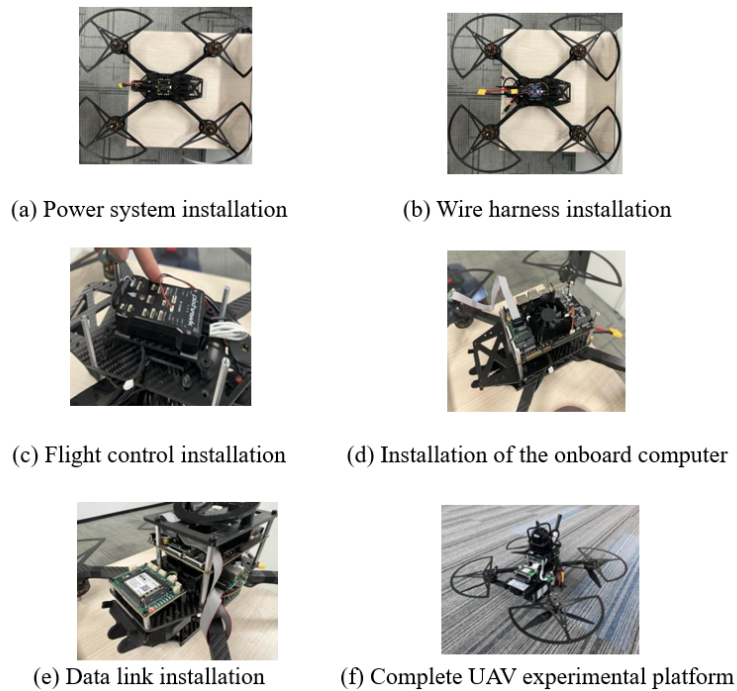 (a) Power system installation
(b) Wire harness installation
pixhawk
(c) Flight control installation
(d) Installation of the onboard computer
(e) Data link installation
(f) Complete UAV experimental platform